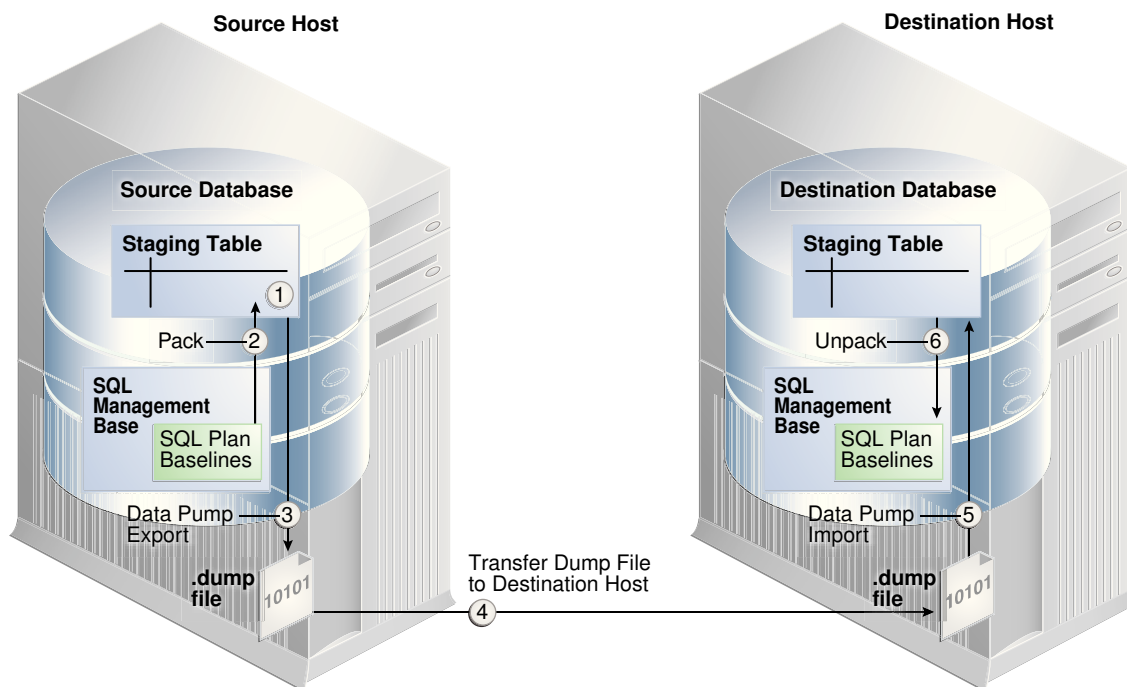 Source Host
Destination Host
Source Database
Staging Table
1
Pack
2
SQL
Management
Base
SQL Plan
Baselines
Data Pump
Export
3
.dump
file
10101
Transfer Dump File
to Destination Host
4
Destination Database
Staging Table
Unpack
6
SQL
Management
Base
SQL Plan
Baselines
Data Pump
Import
5
.dump
file
10101